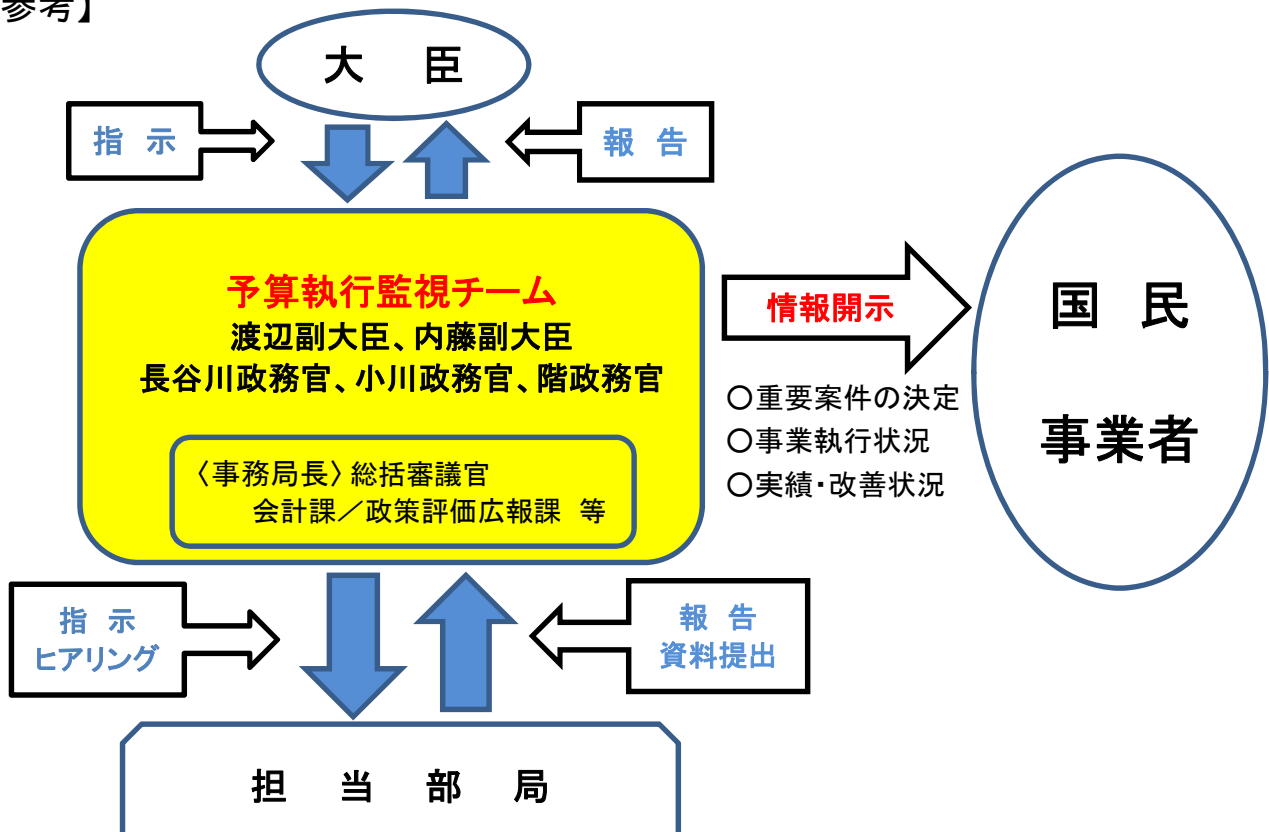 参考】
大 臣
指 示
報 告
予算執行監視チーム
渡辺副大臣、内藤副大臣
長谷川政務官、小川政務官、階政務官
〈事務局長〉総括審議官
会計課／政策評価広報課 等
情報開示
○重要案件の決定
○事業執行状況
○実績・改善状況
国 民
事業者
指 示
ヒアリング
報 告
資料提出
担 当 部 局